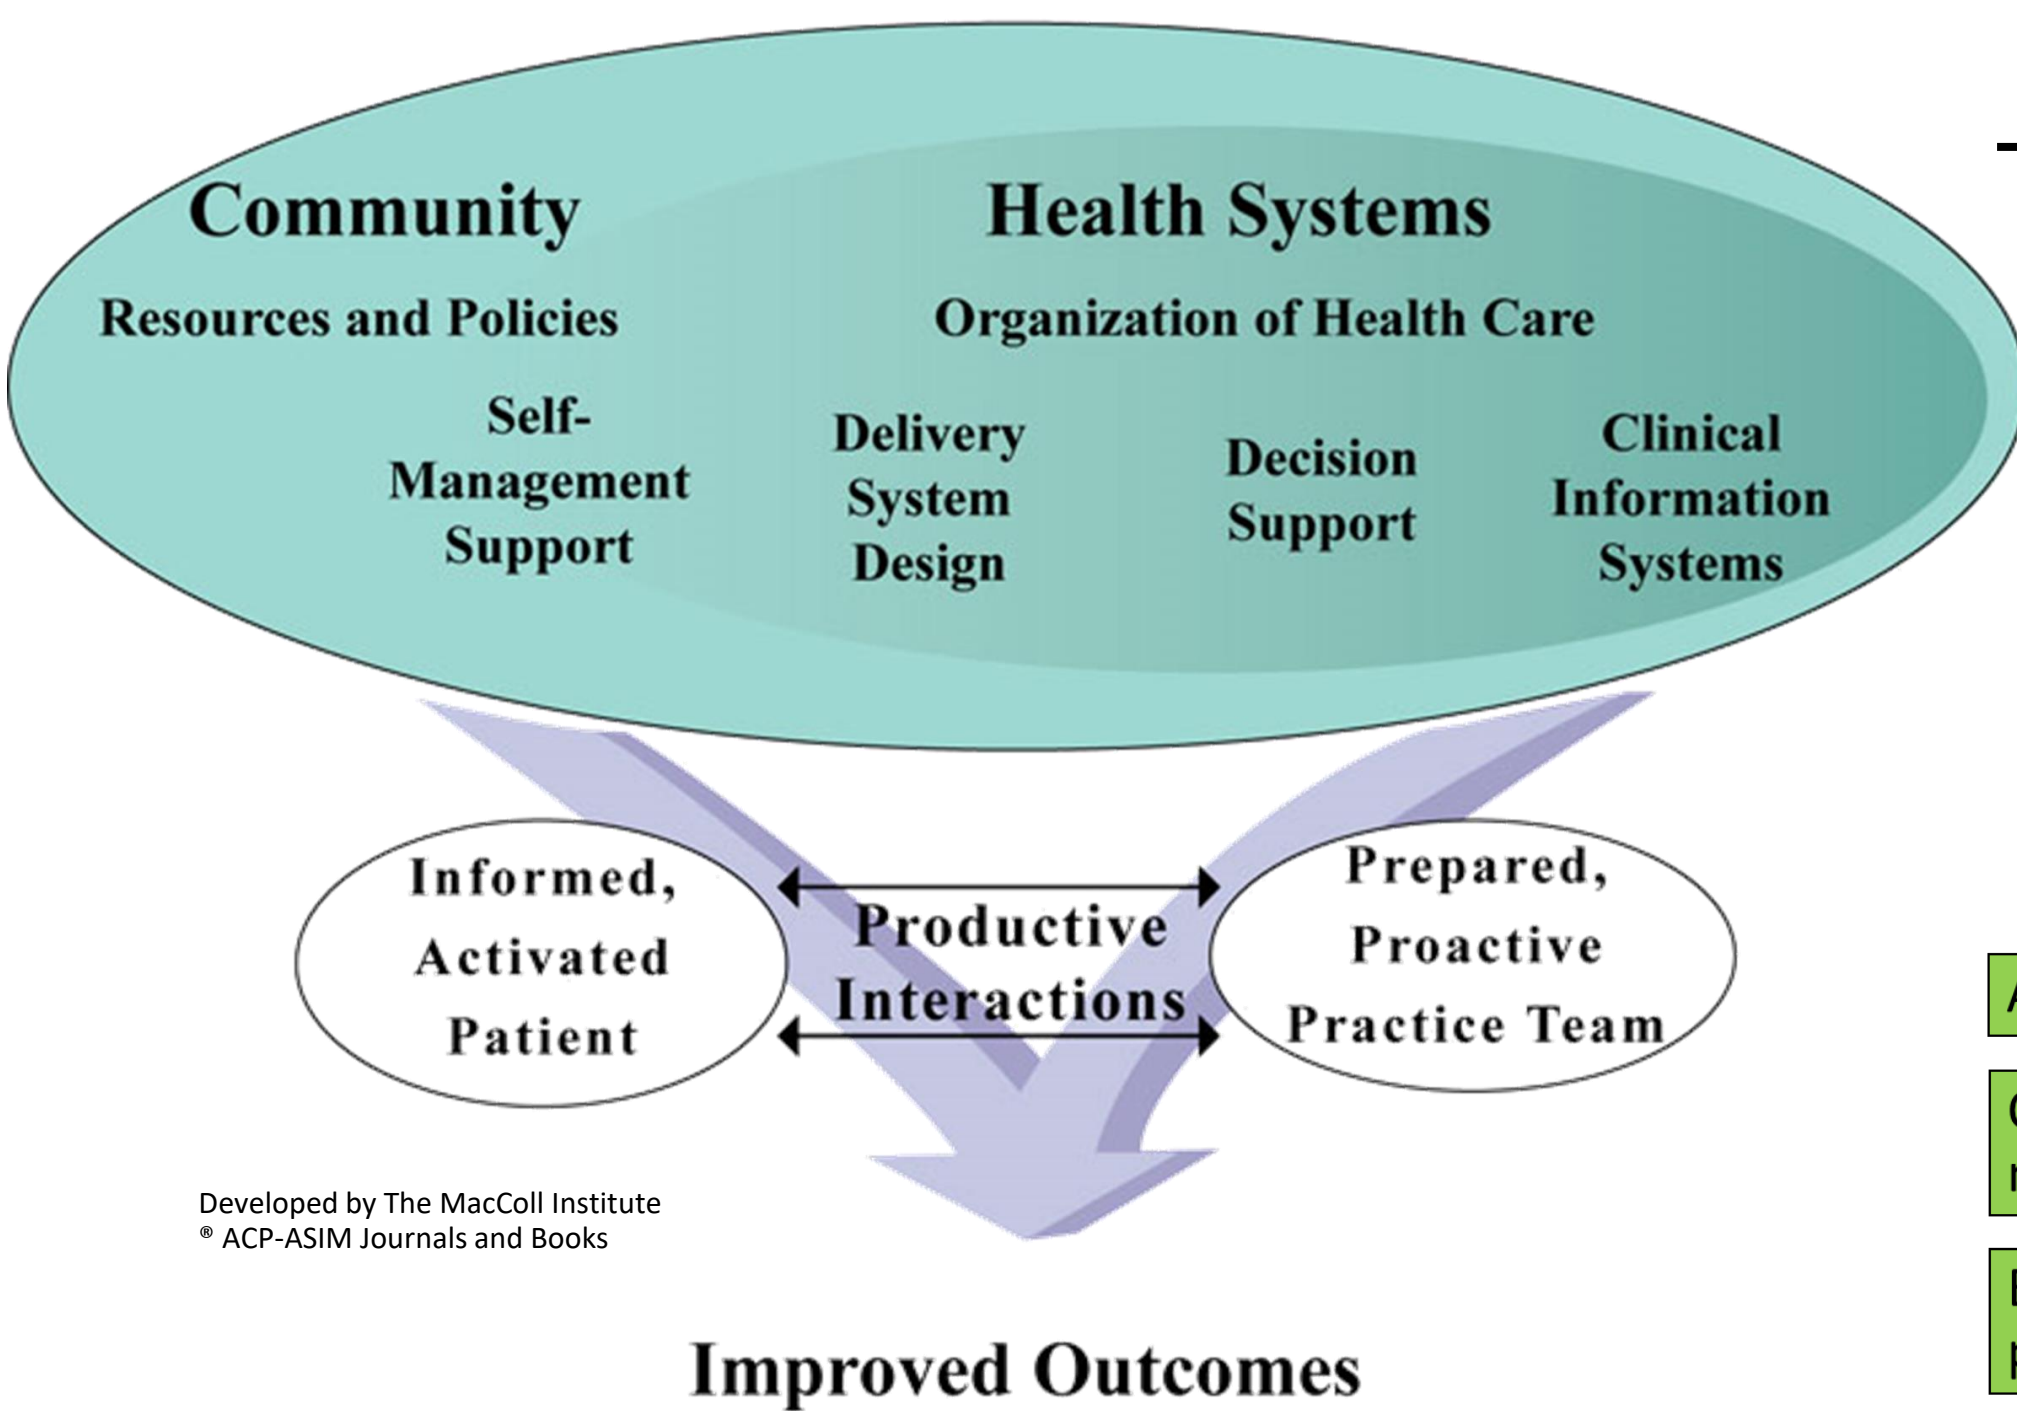 Community
Health Systems
Resources and Policies
Organization of Health Care
Self-
Management
Support
Delivery
System
Design
Decision
Support
Clinical
Information
Systems
Informed,
Activated
Patient
Productive
Interactions
Prepared,
Proactive
Practice Team
Developed by The MacColl Institute
® ACP-ASIM Journals and Books
Improved Outcomes